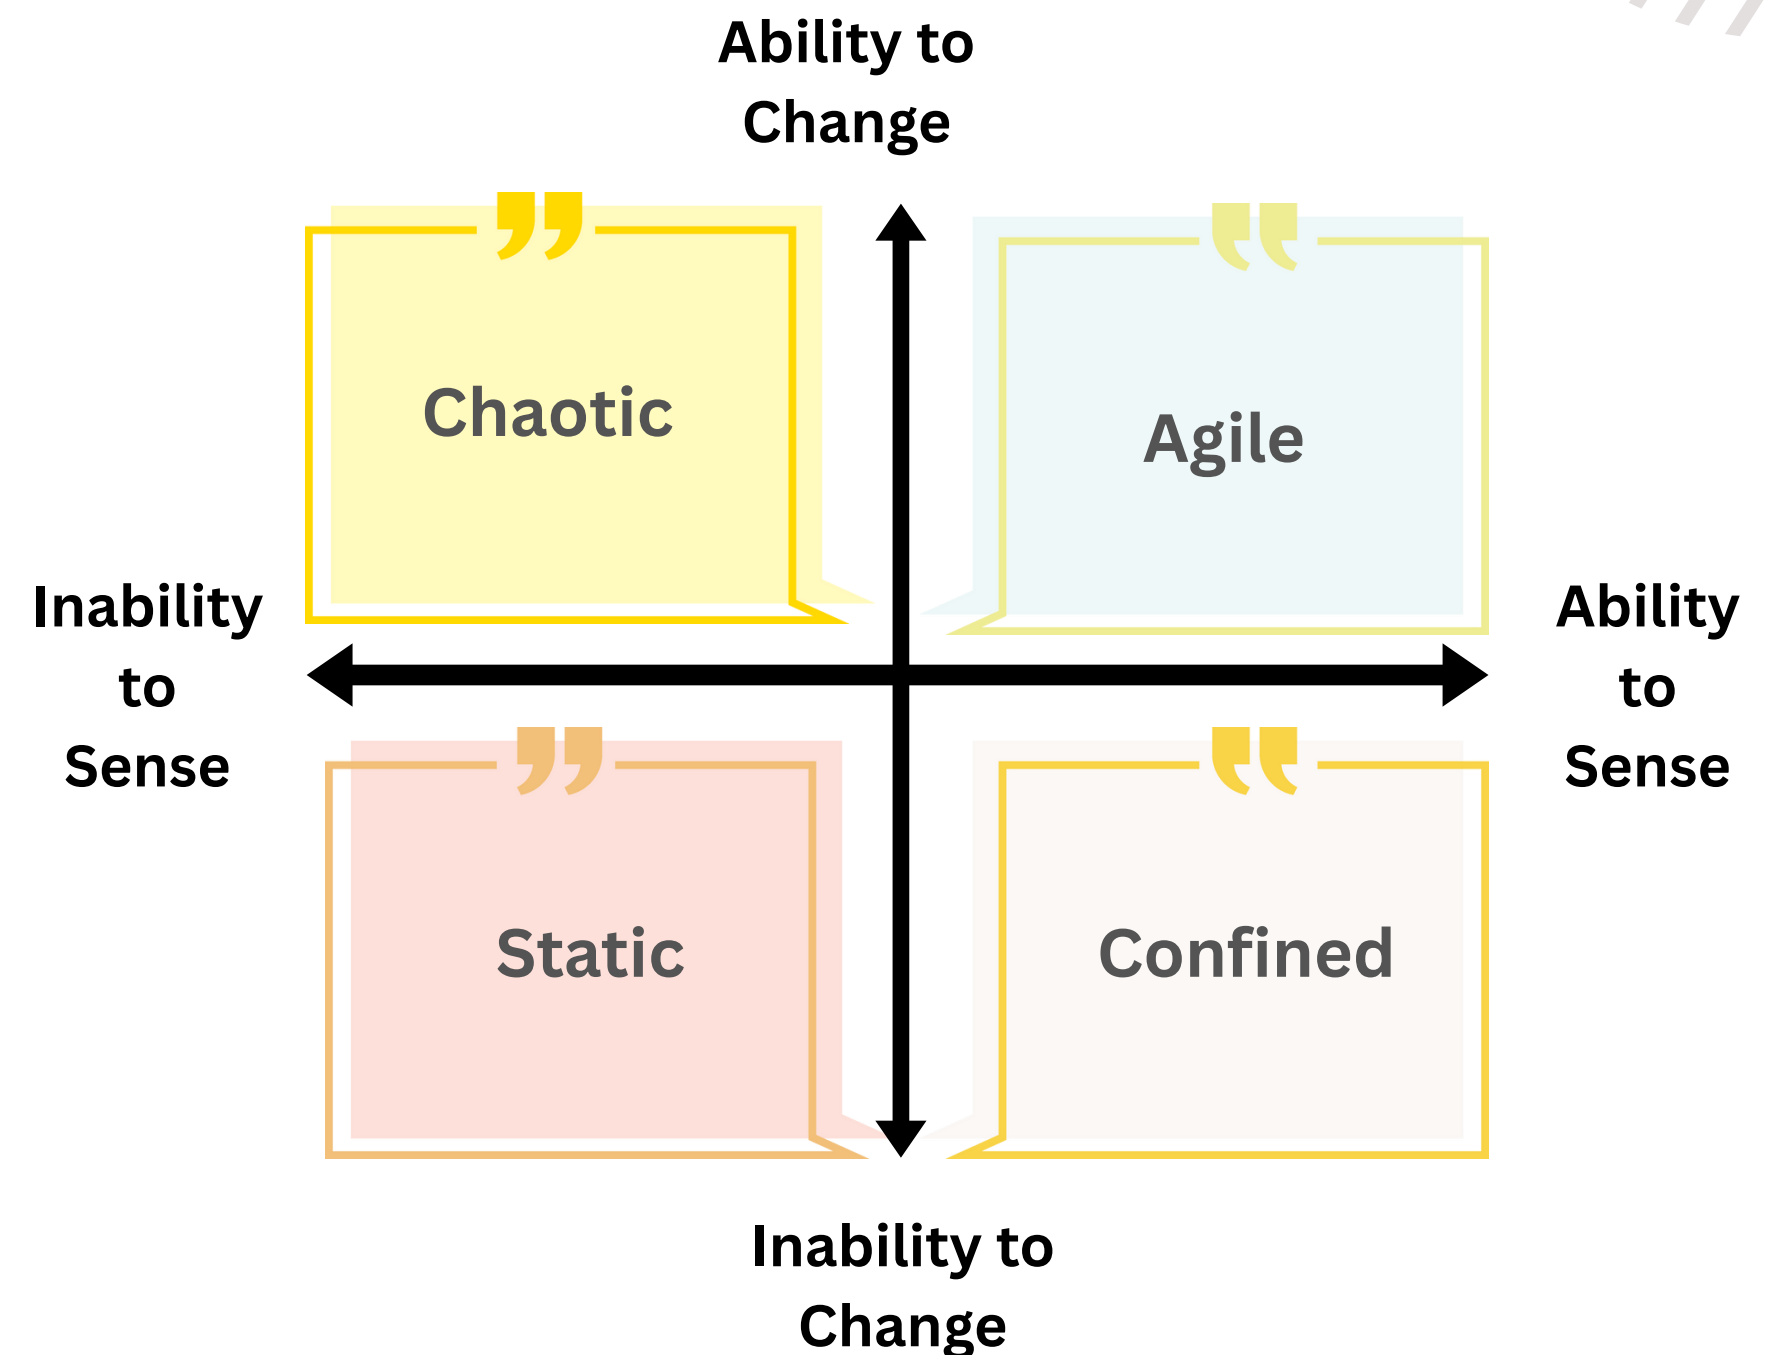 Ability to
Change
Chaotic
Agile
Inability
to
Sense
Ability
to
Sense
Static
Confined
Inability to
Change